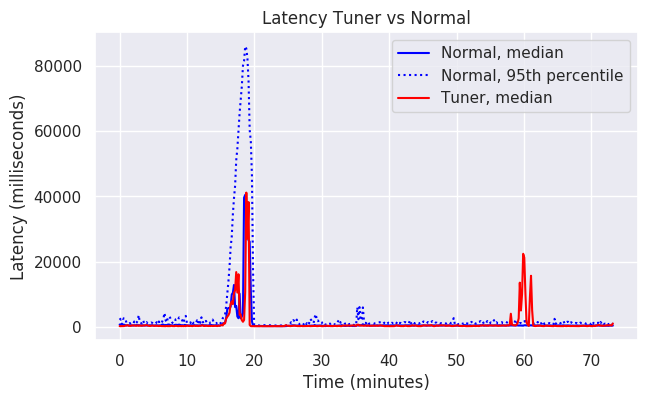 Latency Tuner vs Normal
Normal, median
Normal, 95th percentile
Tuner, median
Latency (milliseconds)
80000
60000
40000
20000
0
0 10 20 30 40 50 60 70
Time (minutes)